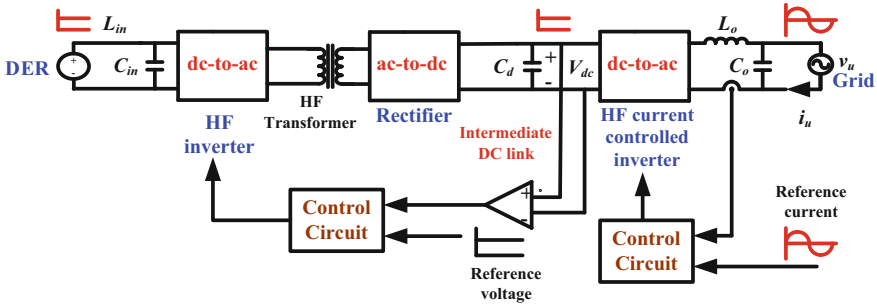 L_in
L_o
DER
+
-
C_in
dc-to-ac
ac-to-dc
C_d
+
-
V_dc
dc-to-ac
C_o
v_u
Grid
HF
Transformer
HF
inverter
Rectifier
Intermediate
DC link
HF current
controlled
inverter
i_u
Control
Circuit
+
-
Reference
voltage
Control
Circuit
Reference
current